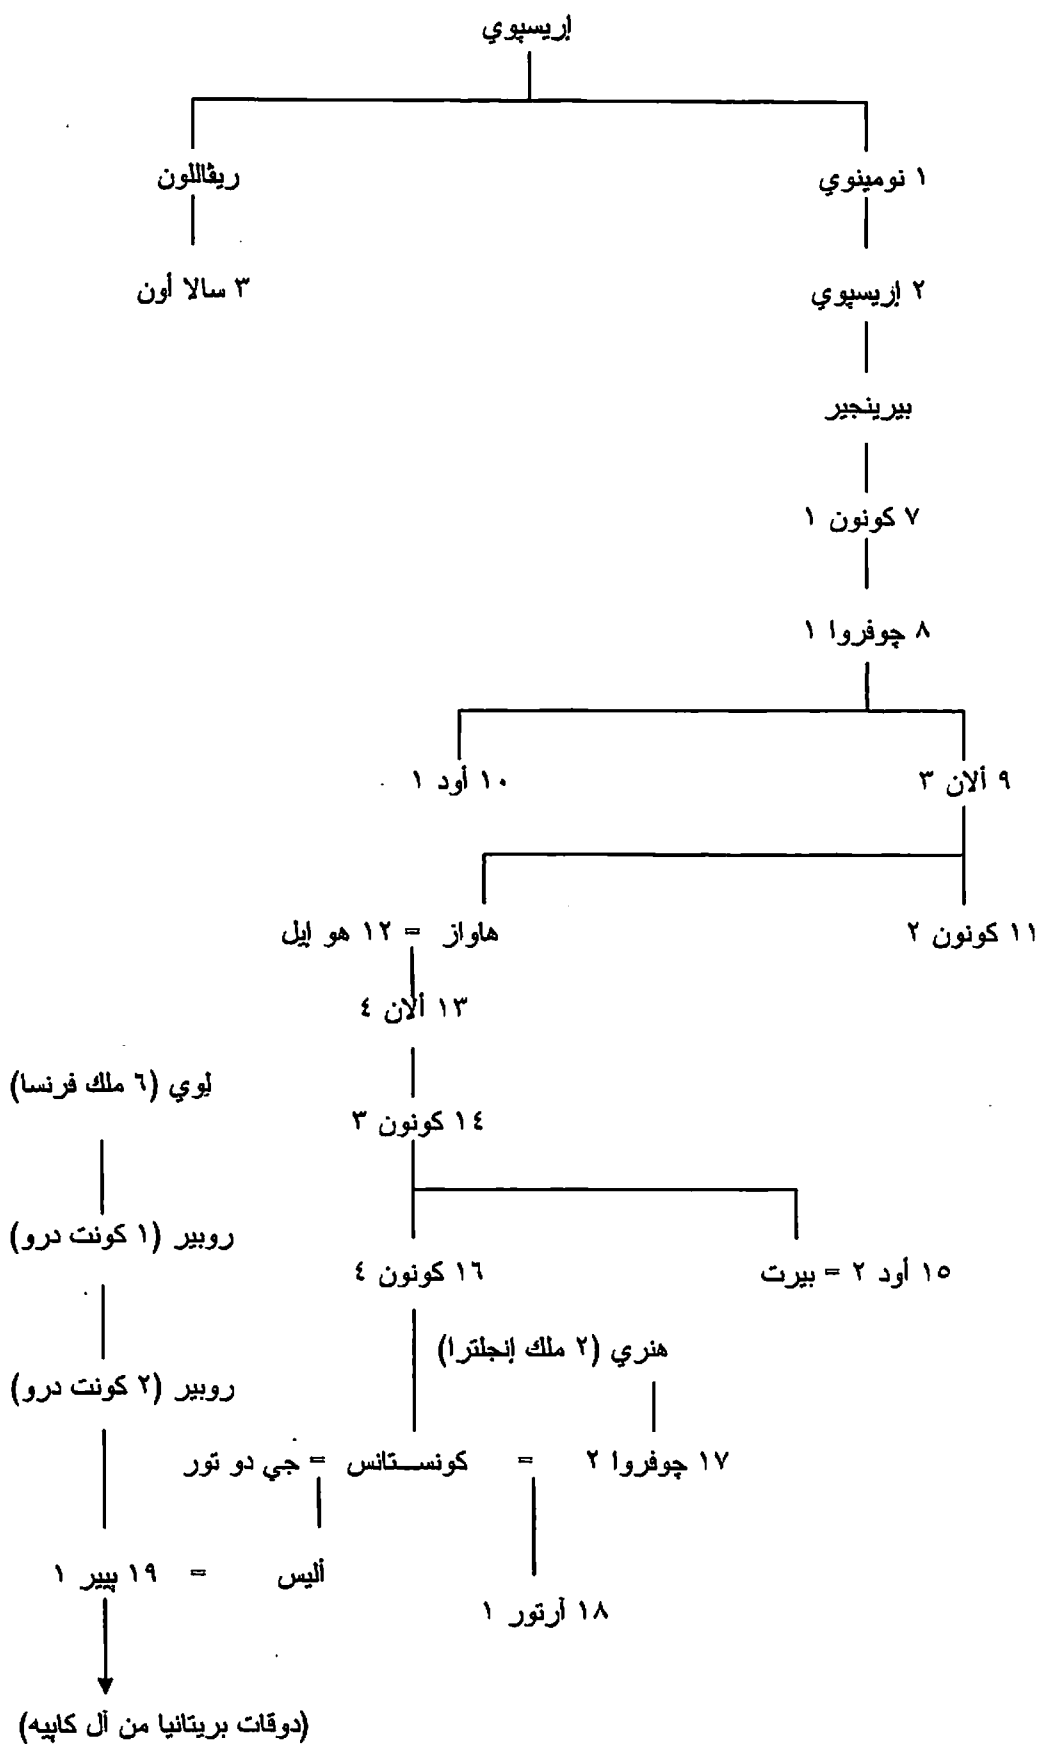 إريسپوي
١ نومينوي
ريڤاللون
٢ إريسپوي
٣ سالا أون
بيرينجير
٧ كونون ١
٨ چوفروا ١
٩ ألان ٣
١٠ أود ١
١١ كونون ٢
هاواز = ١٢ هو إيل
١٣ ألان ٤
لوي (٦ ملك فرنسا)
١٤ كونون ٣
روبير (١ كونت درو)
١٥ أود ٢ = بيرت
١٦ كونون ٤
هنري (٢ ملك إنجلترا)
روبير (٢ كونت درو)
١٧ چوفروا ٢ = كونستانس = جي دو تور
أليس = ١٩ پيير ١
١٨ آرتور ١
(دوقات بريتانيا من آل كاپيه)